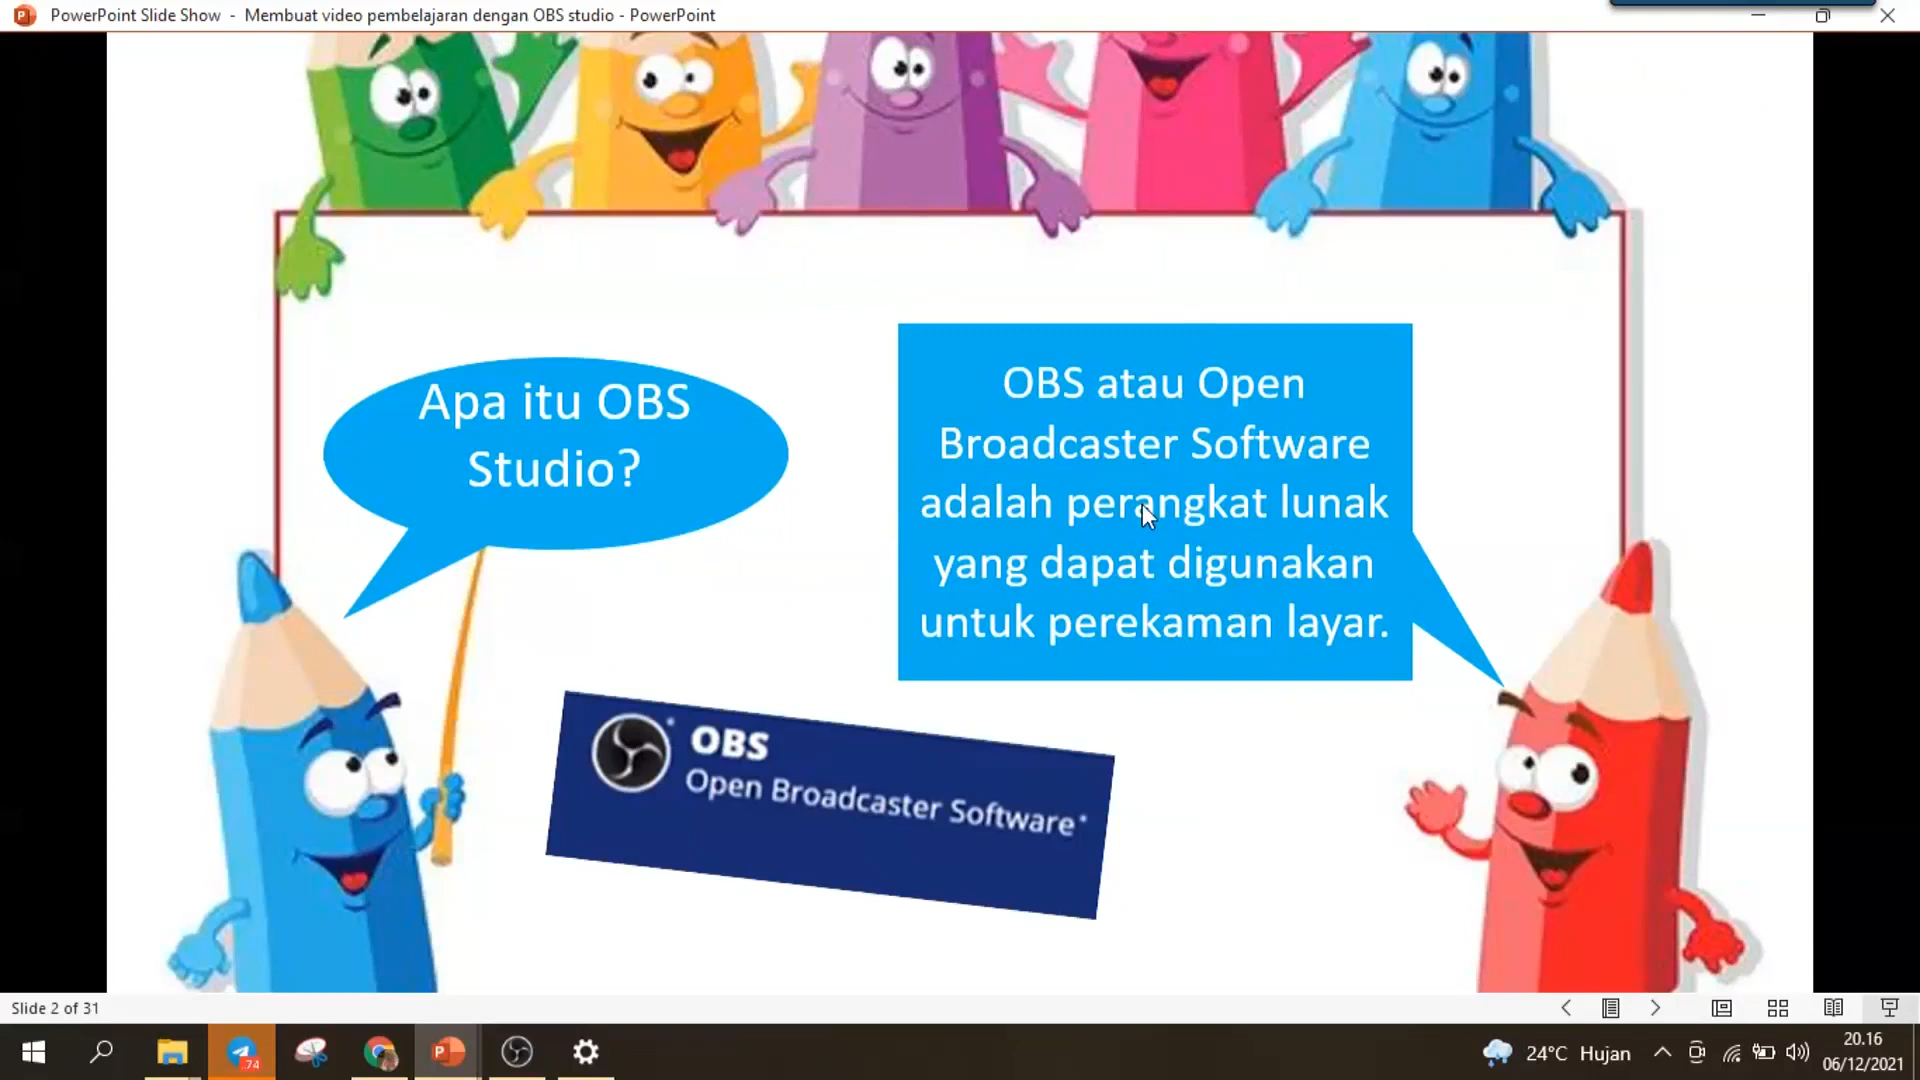 PowerPoint Slide Show - Membuat video pembelajaran dengan OBS studio - PowerPoint
Apa itu OBS
Studio?
OBS atau Open
Broadcaster Software
adalah perangkat lunak
yang dapat digunakan
untuk perekaman layar.
OBS
Open Broadcaster Software
Slide 2 of 31
74
24°C Hujan
20.16
06/12/2021